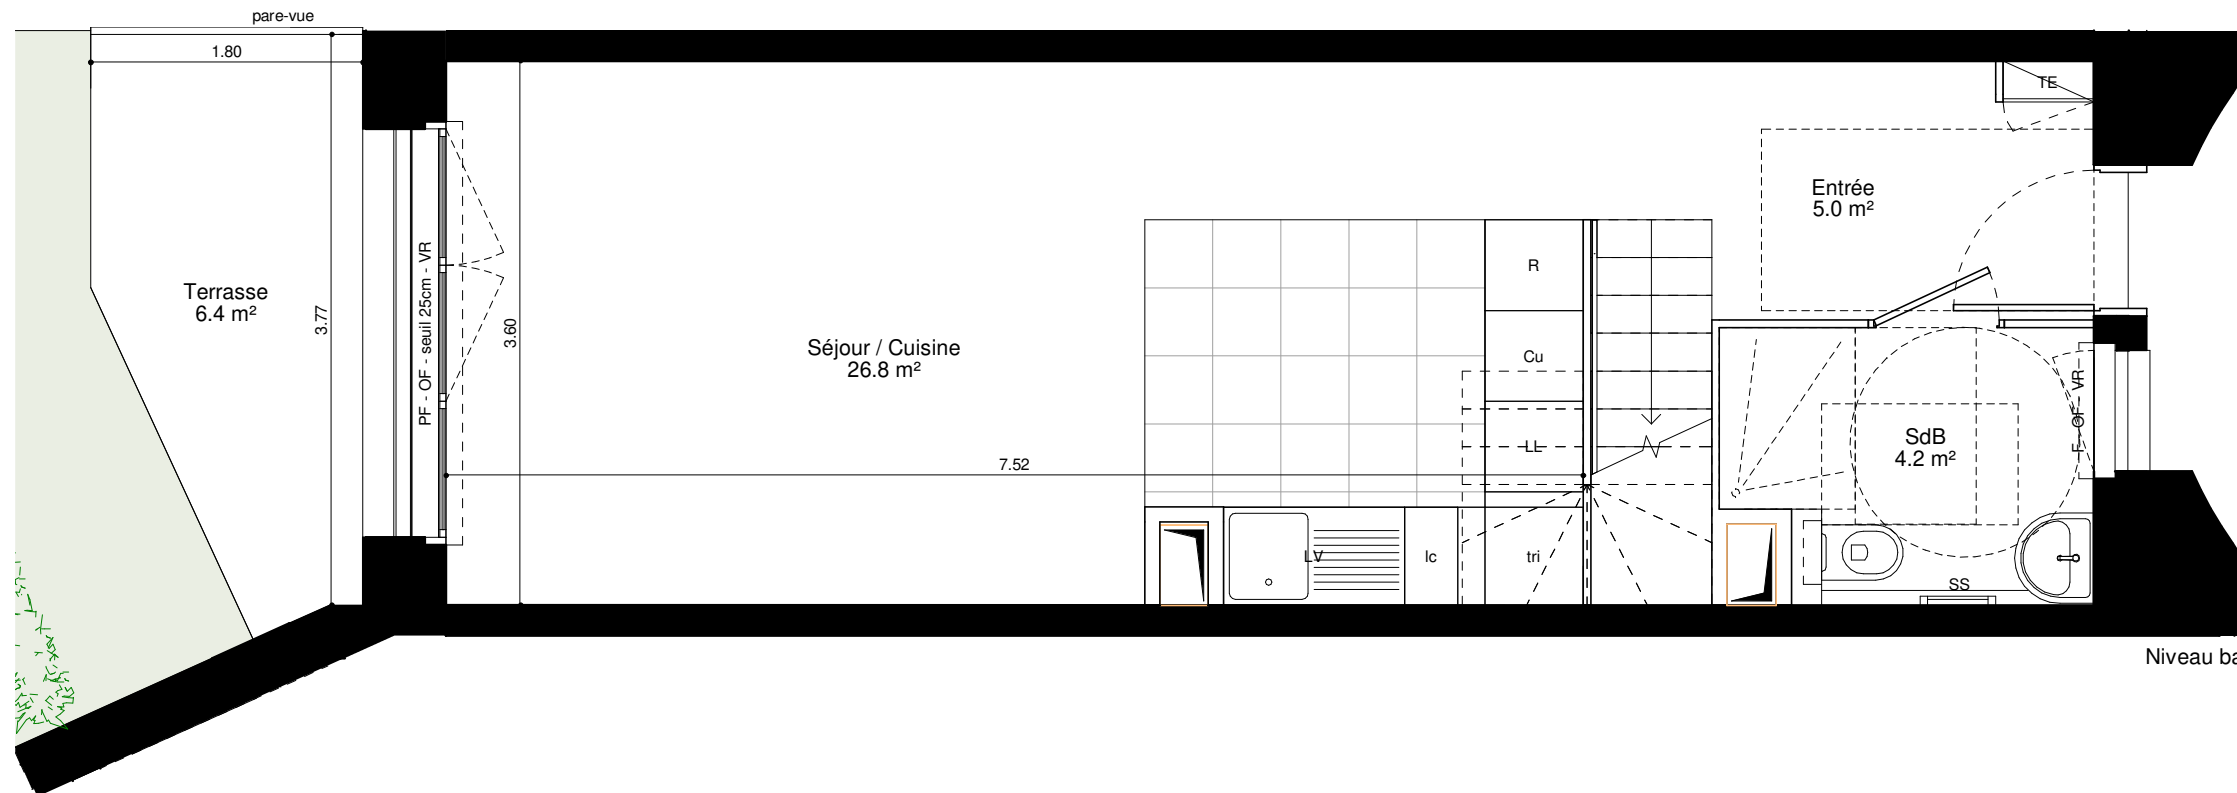 pare-vue
1.80
TE
Entrée
5.0 m²
Terrasse
6.4 m²
3.77
PF - OF - seuil 25cm - VR
3.60
Séjour / Cuisine
26.8 m²
R
Cu
LL
7.52
SdB
4.2 m²
F - OF - VR
LV
lc
tri
SS
Niveau ba